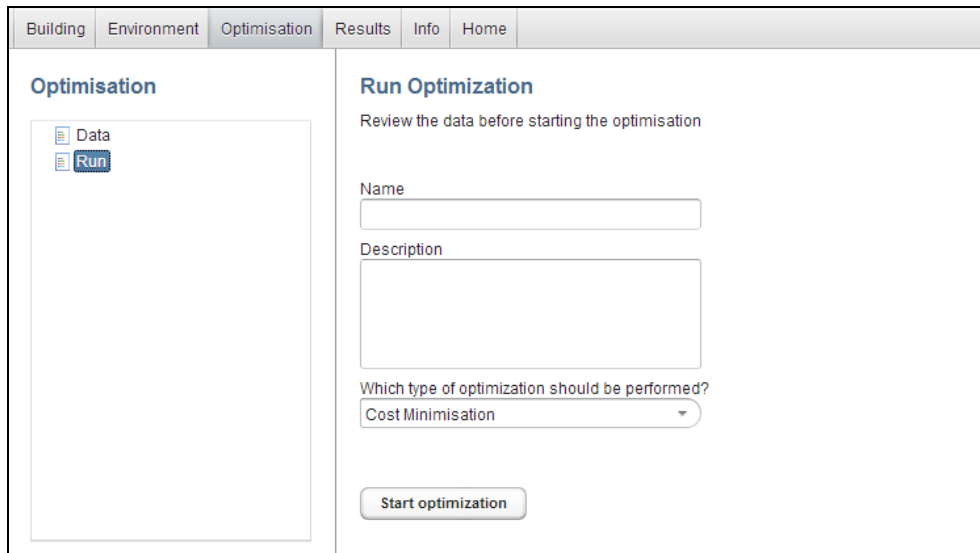 Building Environment Optimisation Results Info Home
Optimisation
Data
Run
Run Optimization
Review the data before starting the optimisation
Name
Description
Which type of optimization should be performed?
Cost Minimisation
Start optimization